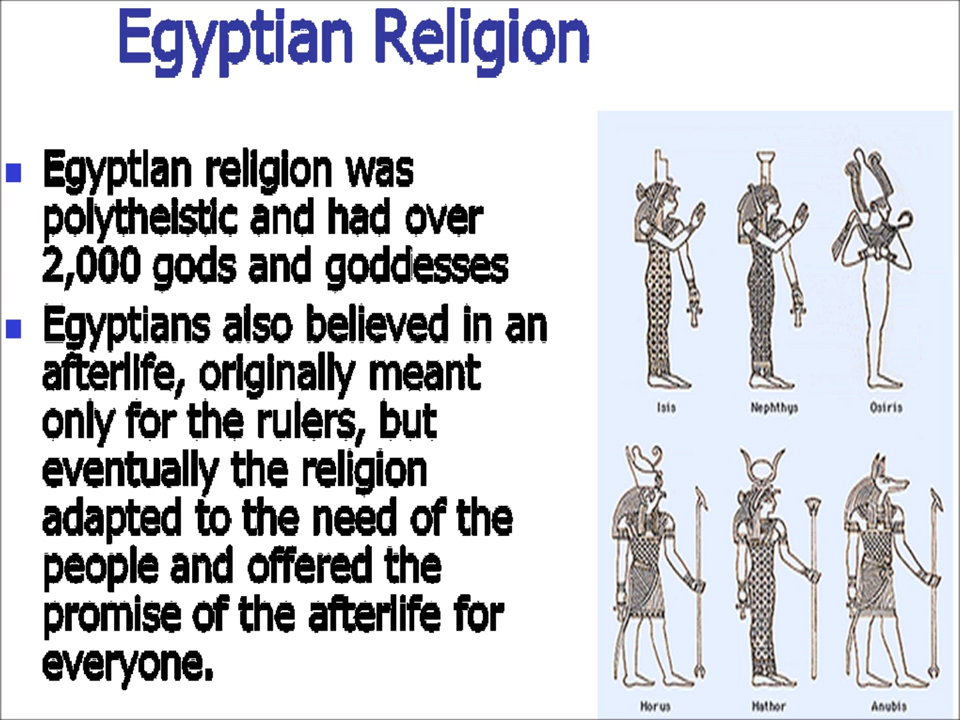 Egyptian Religion
Egyptian religion was
polytheistic and had over
2,000 gods and goddesses
Egyptians also believed in an
afterlife, originally meant
only for the rulers, but
eventually the religion
adapted to the need of the
people and offered the
promise of the afterlife for
everyone.
Isis Nephthys Osiris
Horus Hathor Anubis